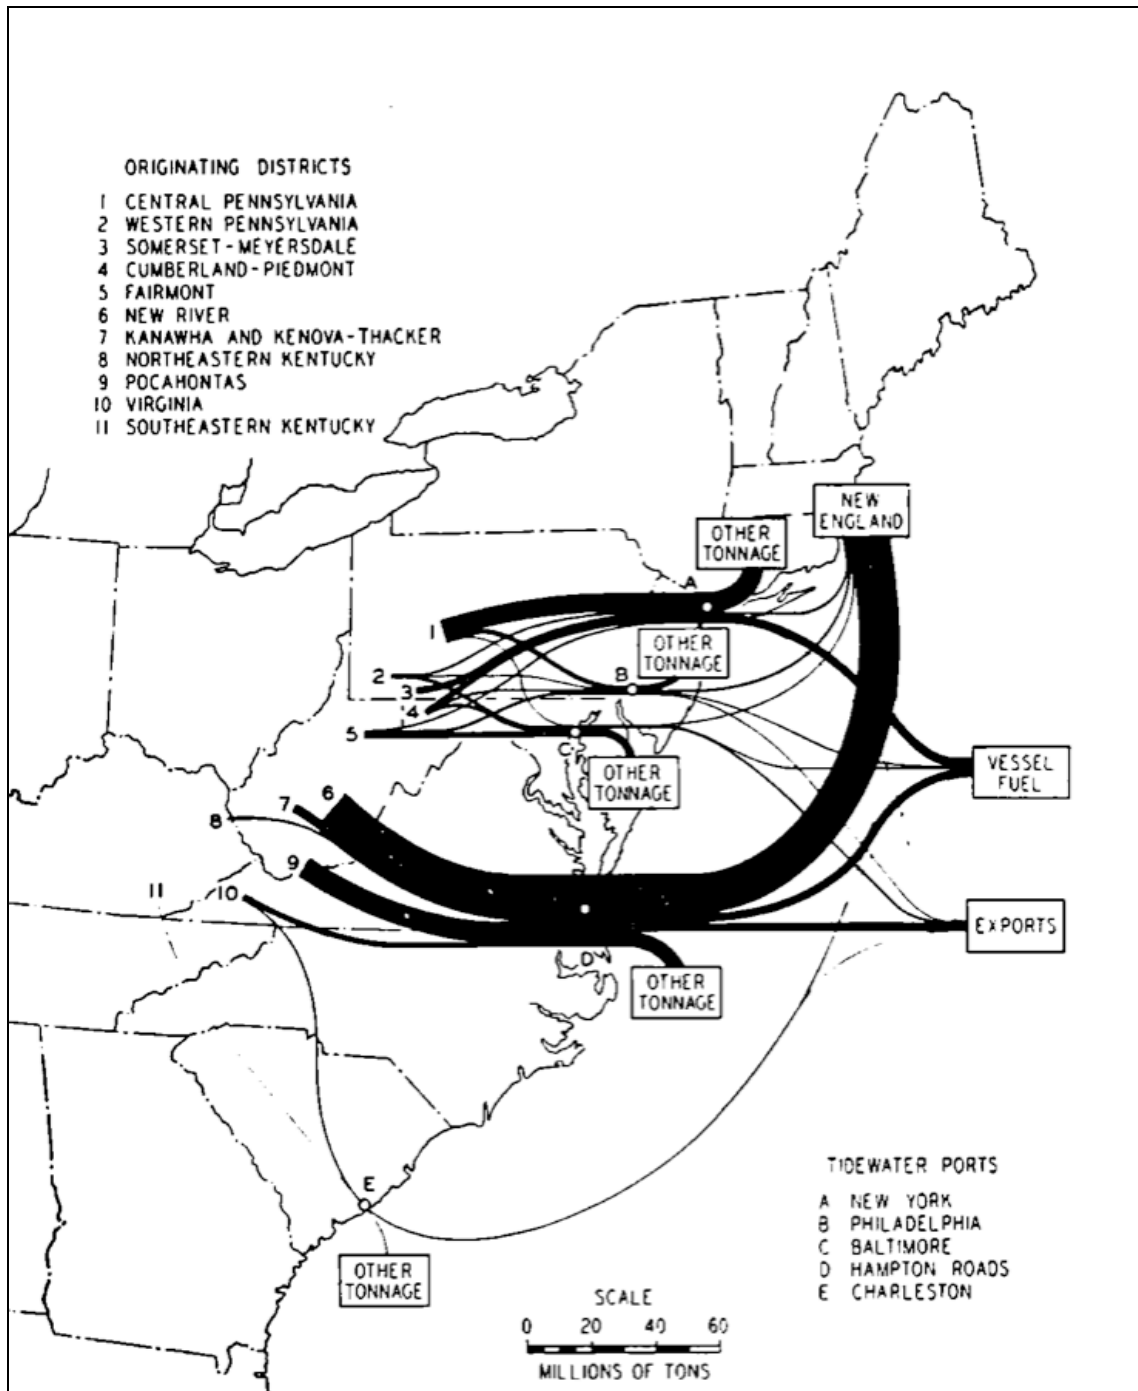 ORIGINATING DISTRICTS
1 CENTRAL PENNSYLVANIA
2 WESTERN PENNSYLVANIA
3 SOMERSET-MEYERSDALE
4 CUMBERLAND-PIEDMONT
5 FAIRMONT
6 NEW RIVER
7 KANAWHA AND KENOVA-THACKER
8 NORTHEASTERN KENTUCKY
9 POCAHONTAS
10 VIRGINIA
11 SOUTHEASTERN KENTUCKY
NEW
ENGLAND
OTHER
TONNAGE
A
1
OTHER
TONNAGE
2
B
3
4
5
C
OTHER
TONNAGE
VESSEL
FUEL
6
7
8
9
11
10
EXPORTS
D
OTHER
TONNAGE
E
OTHER
TONNAGE
TIDEWATER PORTS
A NEW YORK
B PHILADELPHIA
C BALTIMORE
D HAMPTON ROADS
E CHARLESTON
SCALE
0 20 40 60
MILLIONS OF TONS